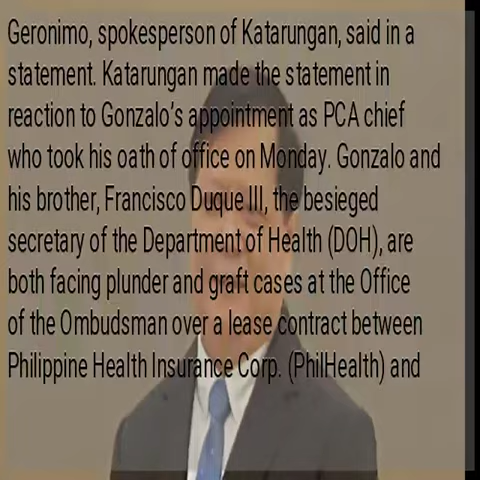 Geronimo, spokesperson of Katarungan, said in a
statement. Katarungan made the statement in
reaction to Gonzalo’s appointment as PCA chief
who took his oath of office on Monday. Gonzalo and
his brother, Francisco Duque III, the besieged
secretary of the Department of Health (DOH), are
both facing plunder and graft cases at the Office
of the Ombudsman over a lease contract between
Philippine Health Insurance Corp. (PhilHealth) and